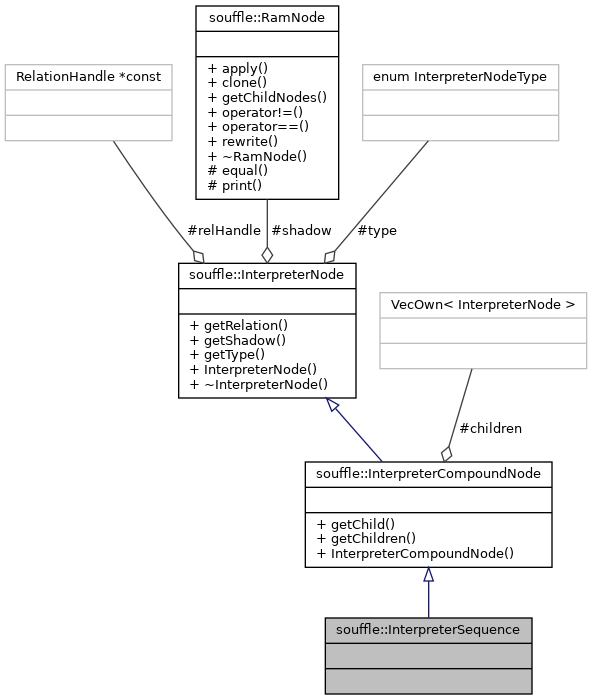 souffle::RamNode
+ apply()
+ clone()
+ getChildNodes()
+ operator!=()
+ operator==()
+ rewrite()
+ ~RamNode()
# equal()
# print()
RelationHandle *const
enum InterpreterNodeType
#relHandle
#shadow
#type
souffle::InterpreterNode
+ getRelation()
+ getShadow()
+ getType()
+ InterpreterNode()
+ ~InterpreterNode()
VecOwn< InterpreterNode >
#children
souffle::InterpreterCompoundNode
+ getChild()
+ getChildren()
+ InterpreterCompoundNode()
souffle::InterpreterSequence